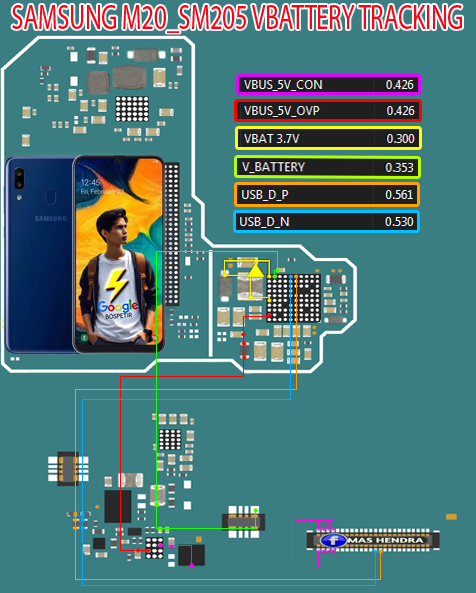 SAMSUNG M20_SM205 VBATTERY TRACKING
VBUS_5V_CON 0.426
VBUS_5V_OVP 0.426
VBAT 3.7V 0.300
V_BATTERY 0.353
USB_D_P 0.561
USB_D_N 0.530
12:45
SAMSUNG
Google
BOSPETIR
f MAS HENDRA